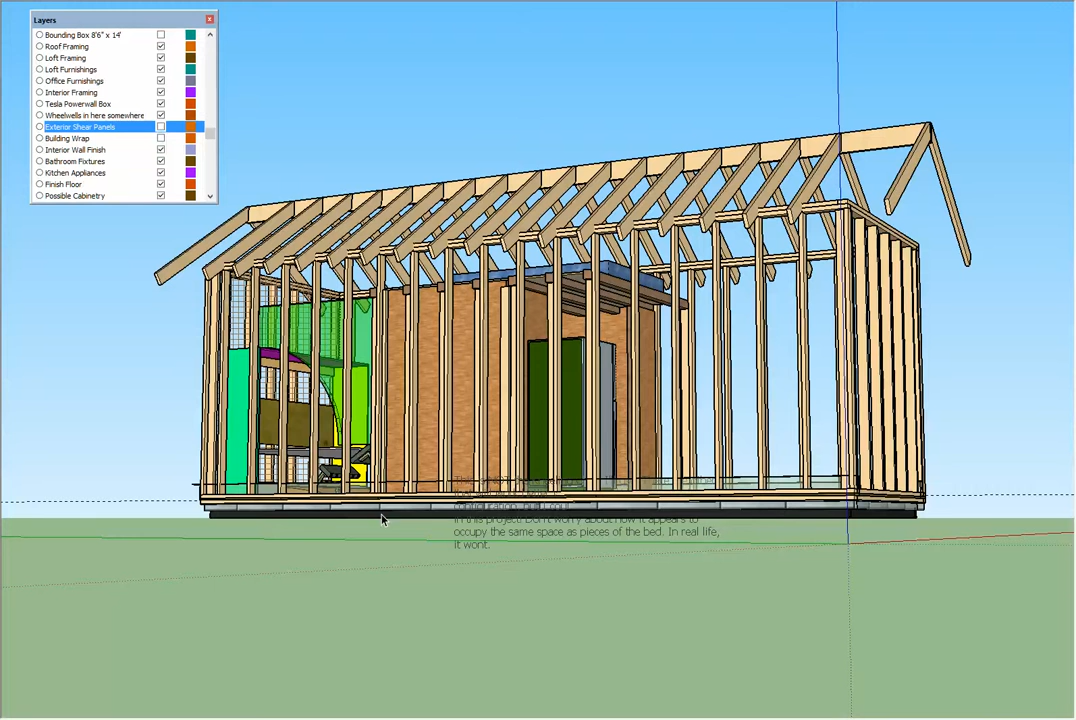 Layers
Bounding Box 8'6" x 14'
Roof Framing
Loft Framing
Loft Furnishings
Office Furnishings
Interior Framing
Tesla Powerwall Box
Wheelwells in here somewhere
Exterior Shear Panels
Building Wrap
Interior Wall Finish
Bathroom Fixtures
Kitchen Appliances
Finish Floor
Possible Cabinetry
configuration, but I coul
in this project. Don't worry about how it appears to
occupy the same space as pieces of the bed. In real life,
it wont.